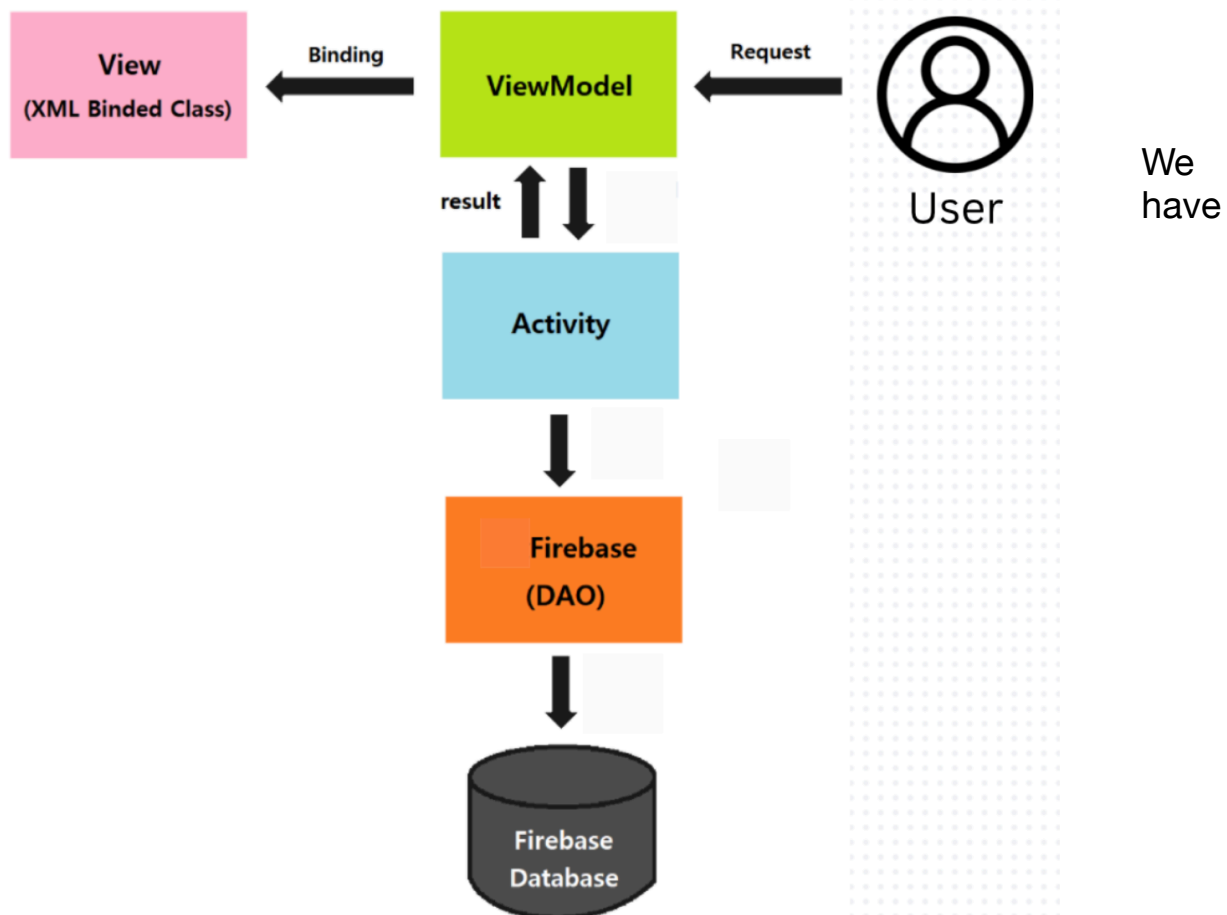 View
(XML Binded Class)
Binding
ViewModel
Request
User
We
have
result
Activity
Firebase
(DAO)
Firebase
Database